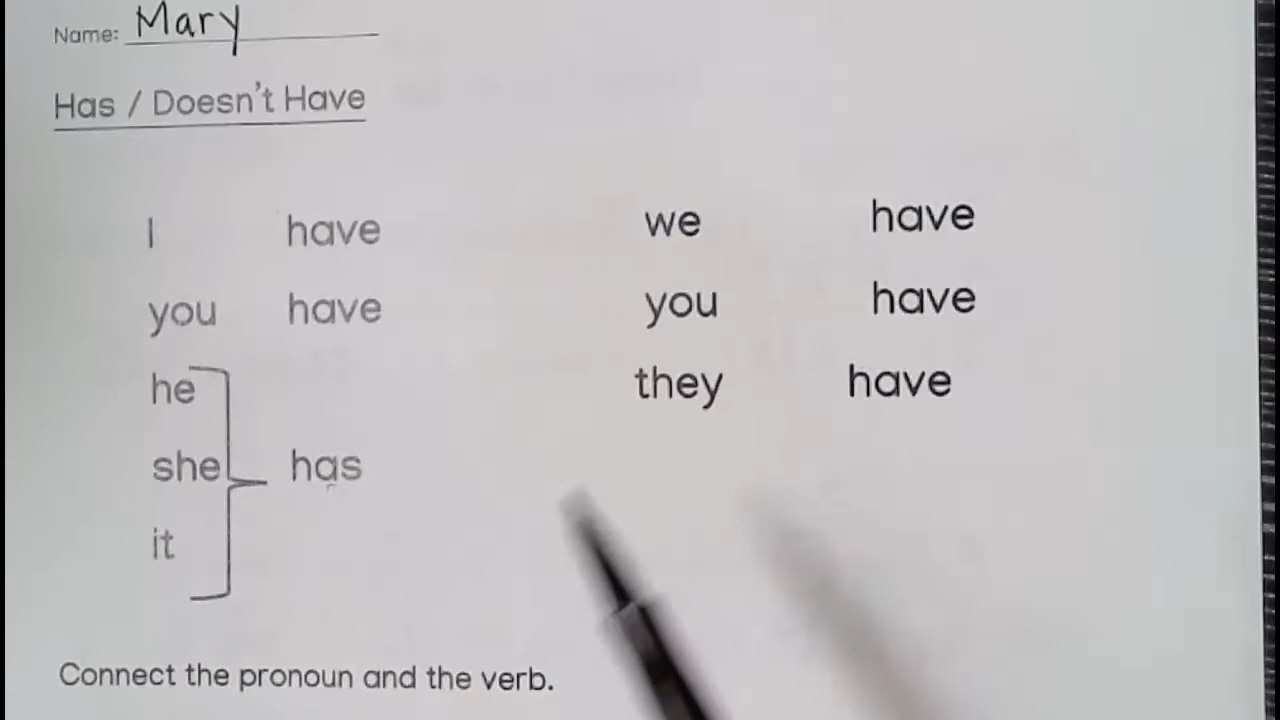 Name: Mary
Has / Doesn't Have
I have
you have
he
she has
it
we have
you have
they have
Connect the pronoun and the verb.